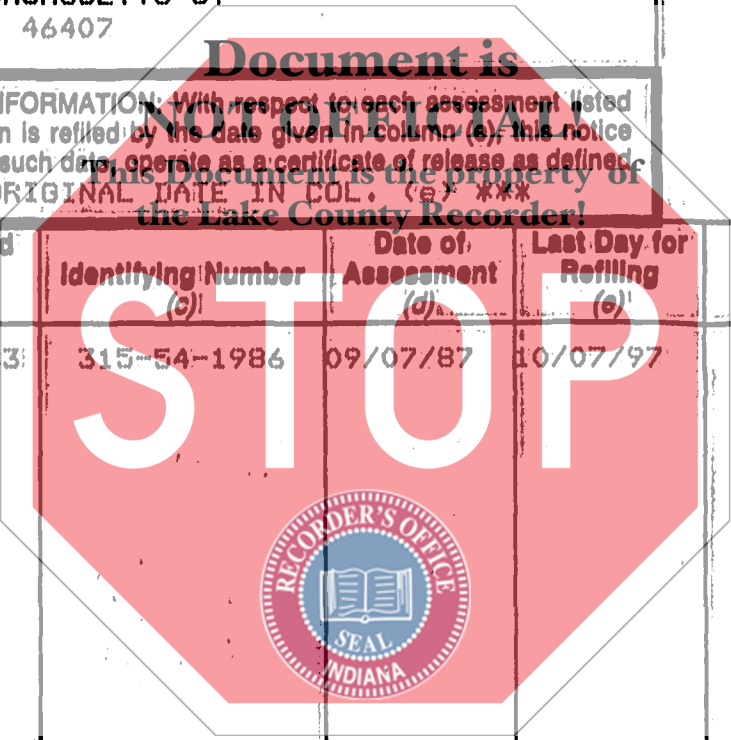 46407
Document is
NOT OFFICIAL
This Document is the property of
the Lake County Recorder!
With respect to each assessment listed
n is refiled by the date given in column (e), this notice
such date, operate as a certificate of release as defined
ORIGINAL DATE IN COL. (e) ***
Identifying Number
(c)
Date of
Assessment
(d)
Last Day for
Refiling
(e)
315-54-1986 09/07/87 10/07/97
STOP
RECORDER'S OFFICE
SEAL
INDIANA